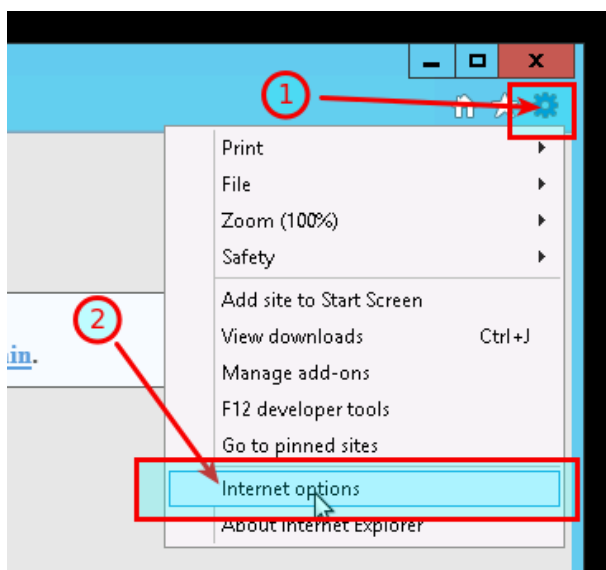 x
1
Print
File
Zoom (100%)
Safety
Add site to Start Screen
2
View downloads Ctrl+J
in.
Manage add-ons
F12 developer tools
Go to pinned sites
Internet options
About Internet Explorer